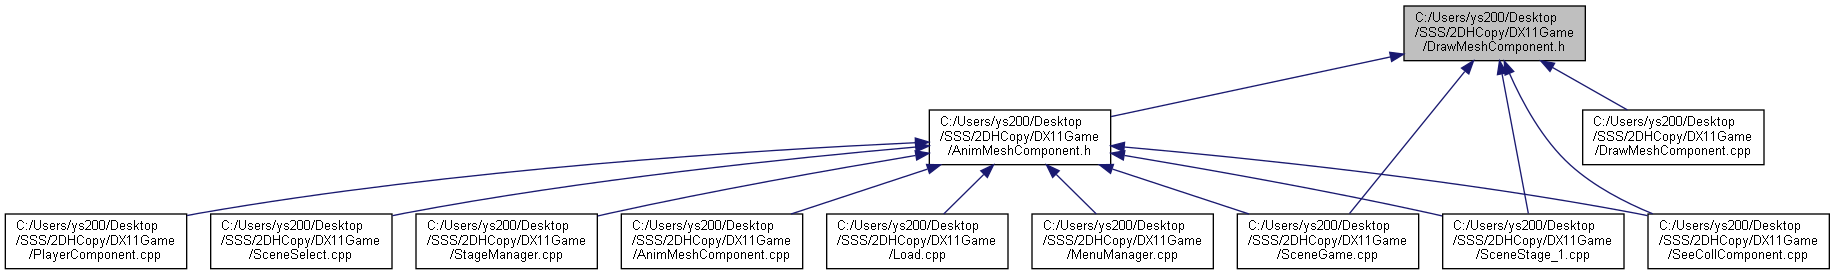 C:/Users/ys200/Desktop
/SSS/2DHCopy/DX11Game
/DrawMeshComponent.h
C:/Users/ys200/Desktop
/SSS/2DHCopy/DX11Game
/AnimMeshComponent.h
C:/Users/ys200/Desktop
/SSS/2DHCopy/DX11Game
/DrawMeshComponent.cpp
C:/Users/ys200/Desktop
/SSS/2DHCopy/DX11Game
/PlayerComponent.cpp
C:/Users/ys200/Desktop
/SSS/2DHCopy/DX11Game
/SceneSelect.cpp
C:/Users/ys200/Desktop
/SSS/2DHCopy/DX11Game
/StageManager.cpp
C:/Users/ys200/Desktop
/SSS/2DHCopy/DX11Game
/AnimMeshComponent.cpp
C:/Users/ys200/Desktop
/SSS/2DHCopy/DX11Game
/Load.cpp
C:/Users/ys200/Desktop
/SSS/2DHCopy/DX11Game
/MenuManager.cpp
C:/Users/ys200/Desktop
/SSS/2DHCopy/DX11Game
/SceneGame.cpp
C:/Users/ys200/Desktop
/SSS/2DHCopy/DX11Game
/SceneStage_1.cpp
C:/Users/ys200/Desktop
/SSS/2DHCopy/DX11Game
/SeeCollComponent.cpp